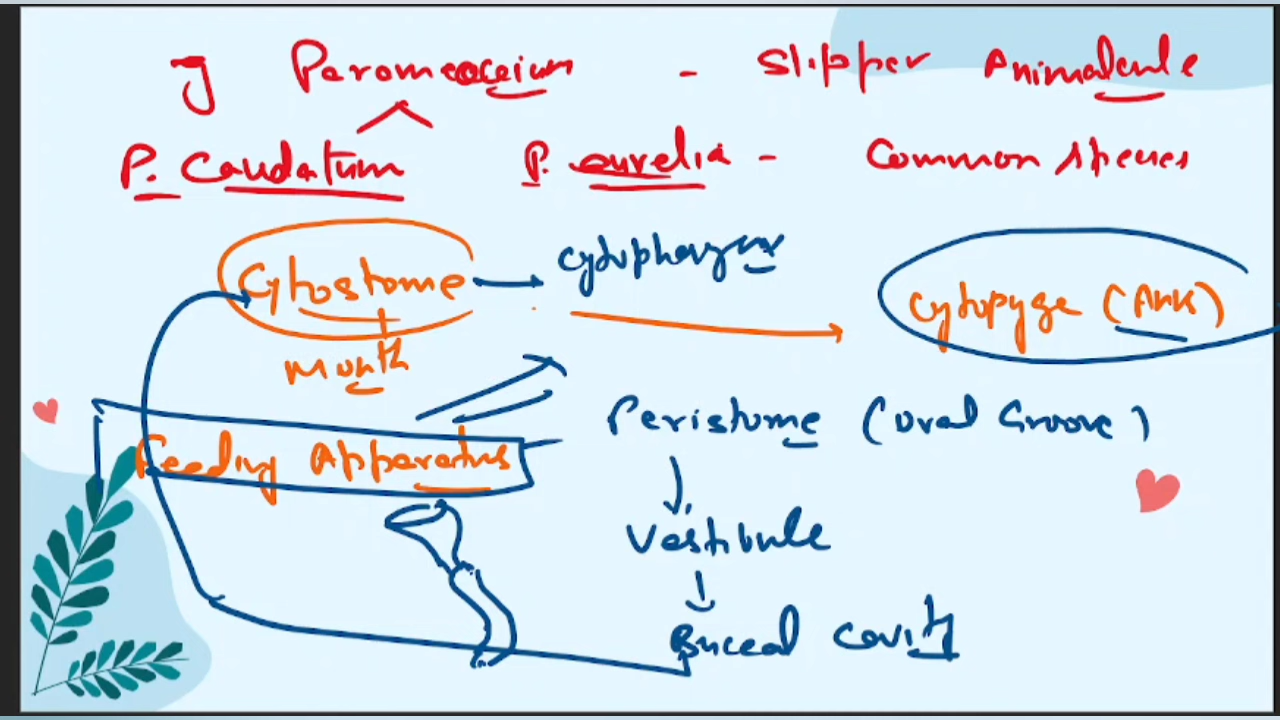 Paramoecium - Slipper Animalcule
P. Caudatum P. aurelia - Common species
Cytostome → Cytopharynx
Cytopyge (Anus)
Mouth
Feeding Apparatus
Peristome (Oral Groove)
Vestibule
Buccal Cavity